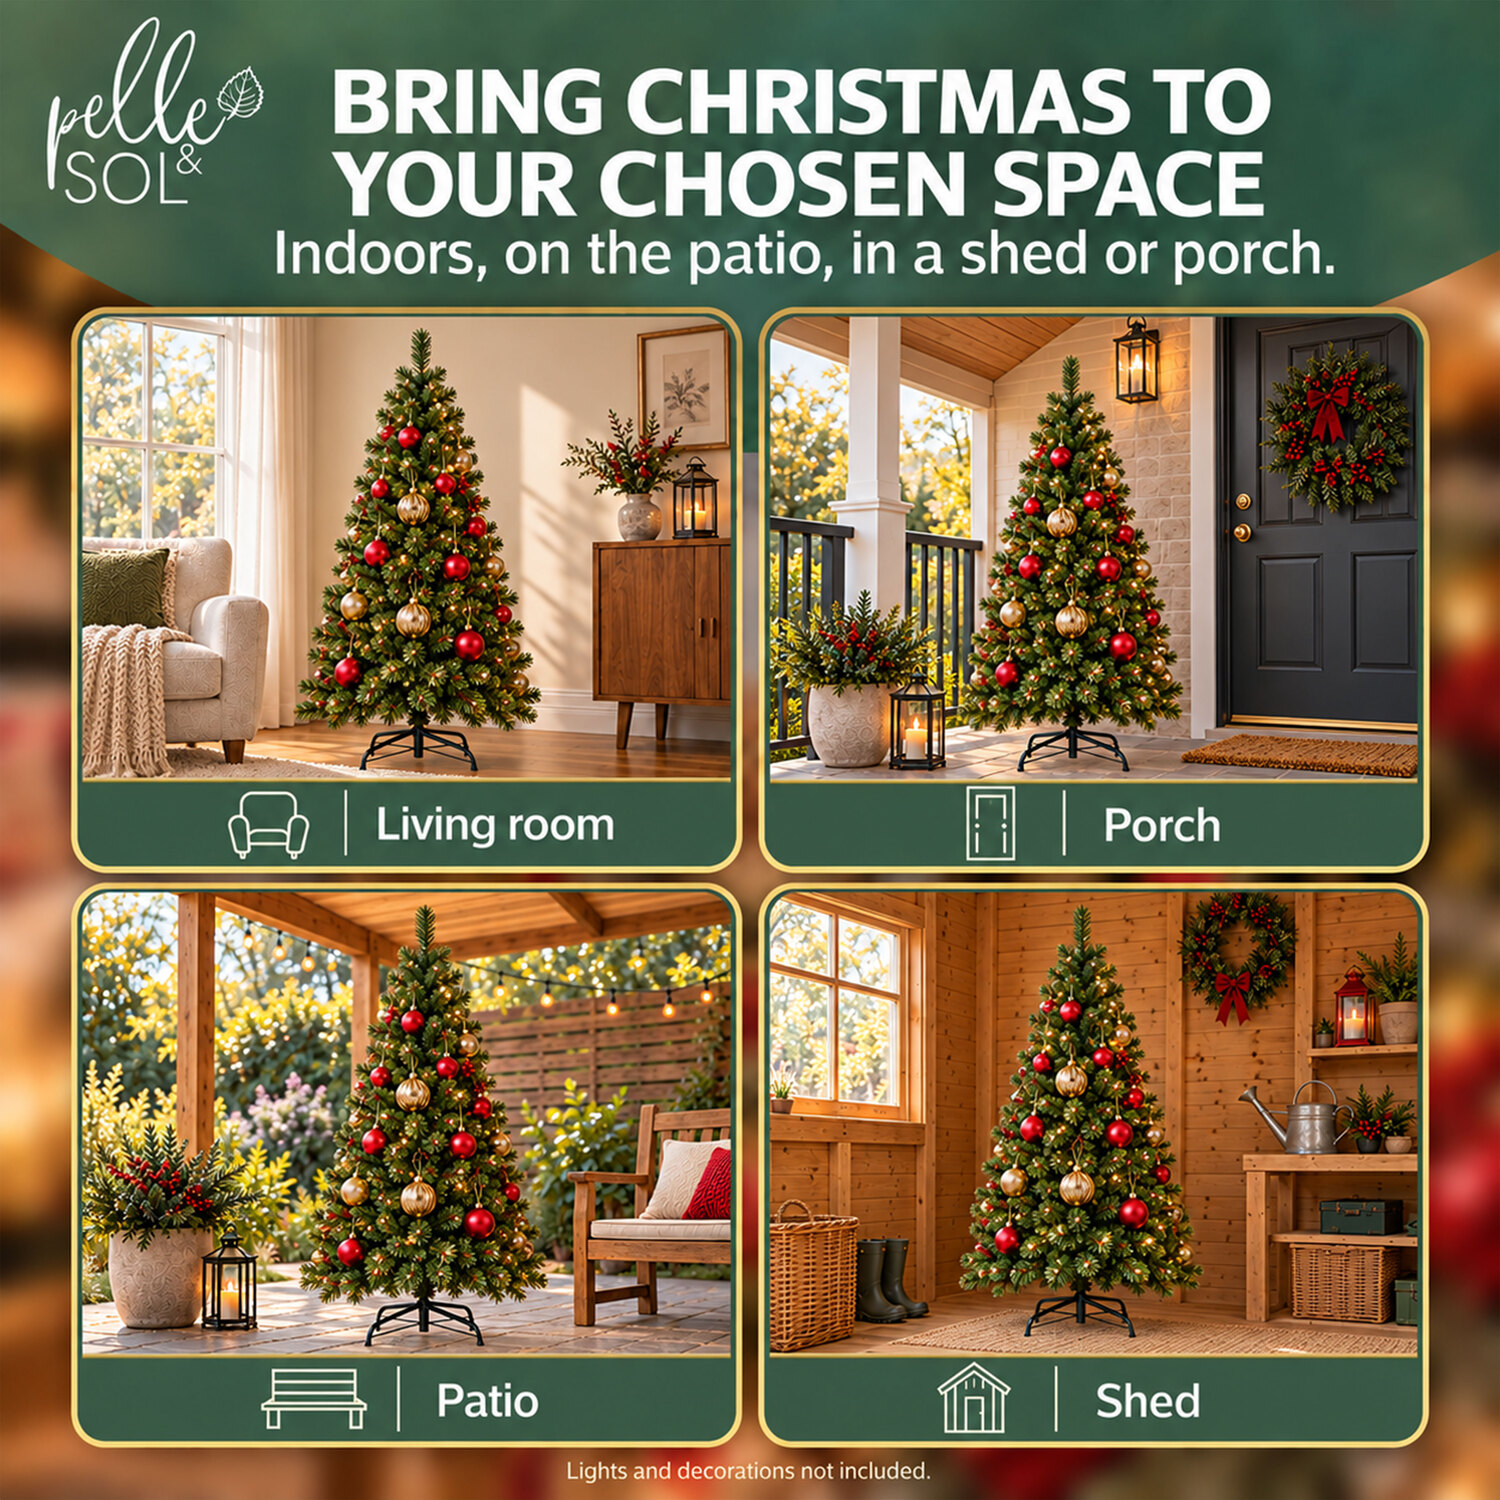 pelle
& SOL
BRING CHRISTMAS TO
YOUR CHOSEN SPACE
Indoors, on the patio, in a shed or porch.
Living room
Porch
Patio
Shed
Lights and decorations not included.